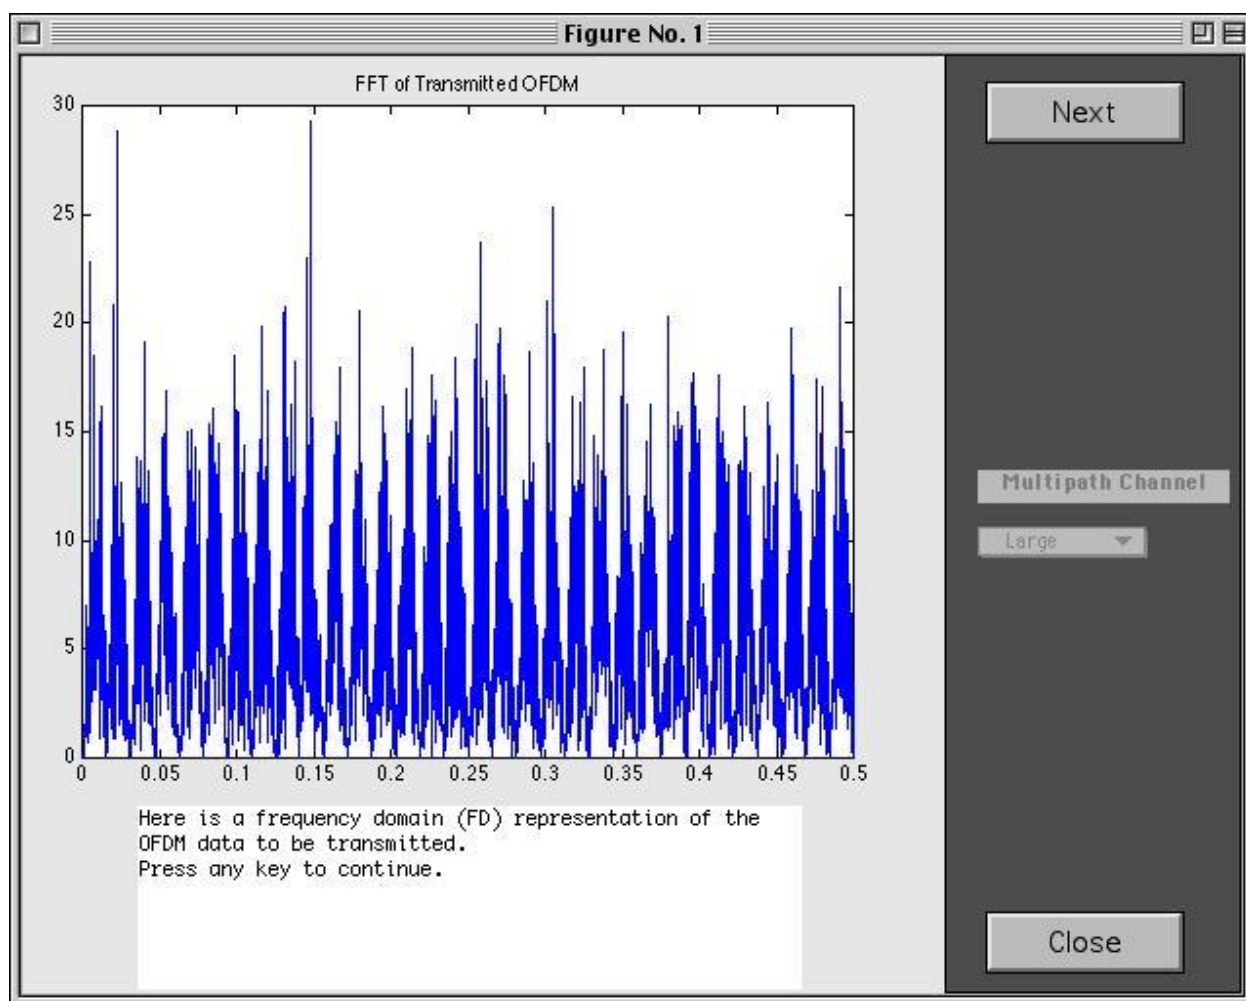 Figure No. 1
FFT of Transmitted OFDM
30
25
20
15
10
5
0
0 0.05 0.1 0.15 0.2 0.25 0.3 0.35 0.4 0.45 0.5
Here is a frequency domain (FD) representation of the
OFDM data to be transmitted.
Press any key to continue.
Next
Multipath Channel
Large
Close